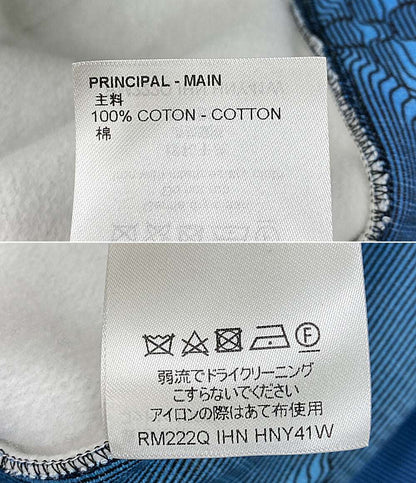 PRINCIPAL - MAIN
主料
100% COTON - COTTON
棉
弱流でドライクリーニング
こすらないでください
アイロンの際はあて布使用
RM222Q IHN HNY41W